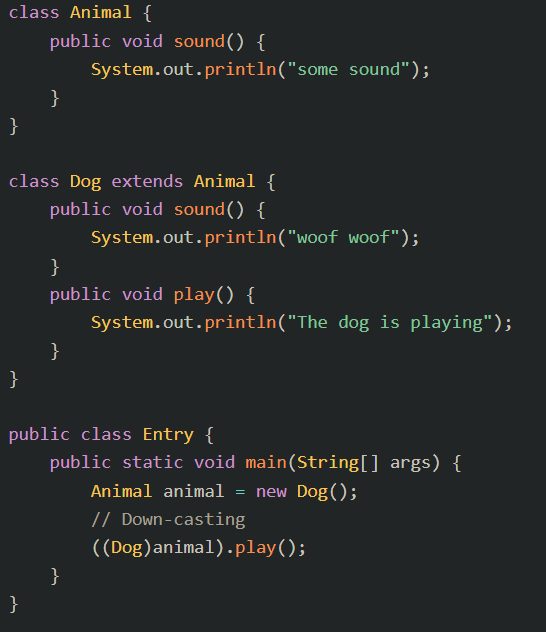 class Animal {
    public void sound() {
        System.out.println("some sound");
    }
}

class Dog extends Animal {
    public void sound() {
        System.out.println("woof woof");
    }
    public void play() {
        System.out.println("The dog is playing");
    }
}

public class Entry {
    public static void main(String[] args) {
        Animal animal = new Dog();
        // Down-casting
        ((Dog)animal).play();
    }
}